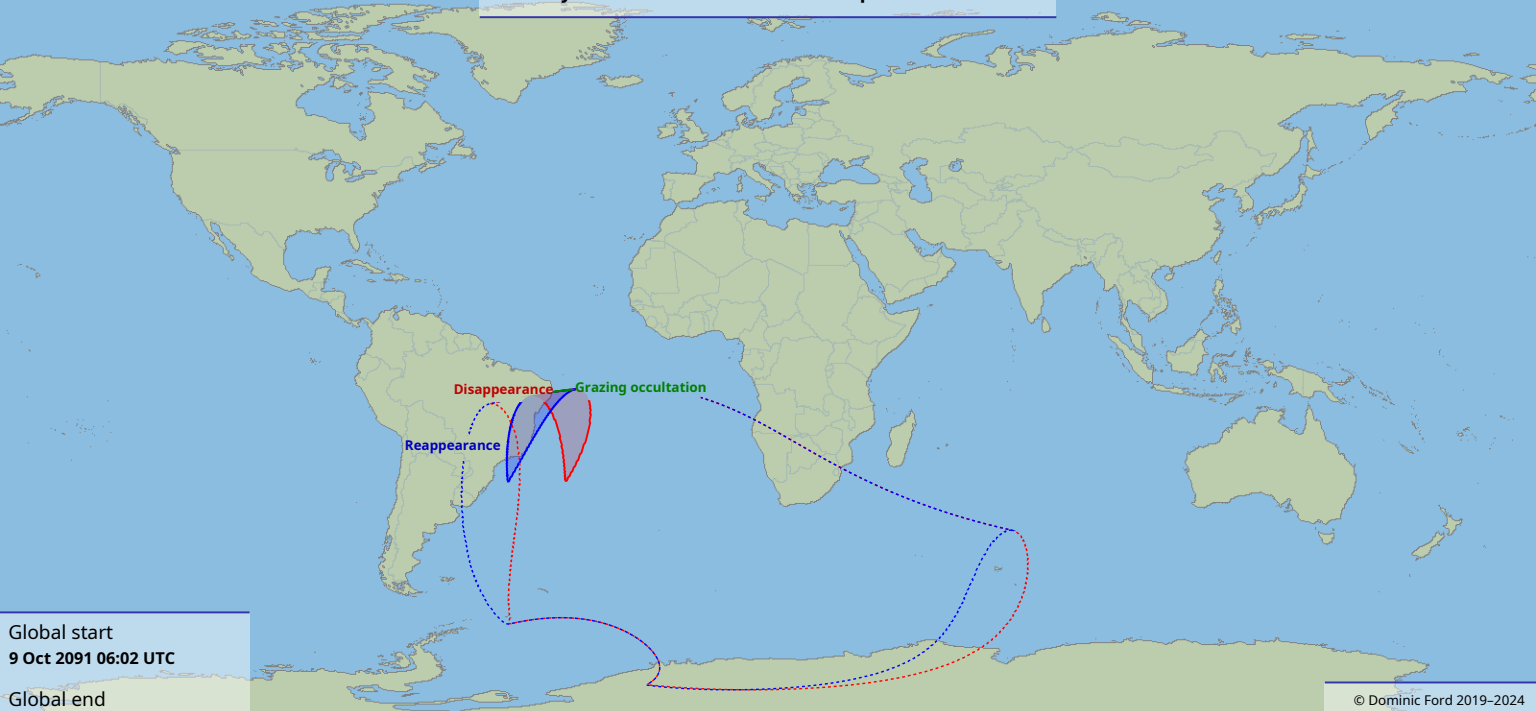 Grazing occultation
Disappearance
Reappearance
Global start
9 Oct 2091 06:02 UTC
Global end
© Dominic Ford 2019–2024